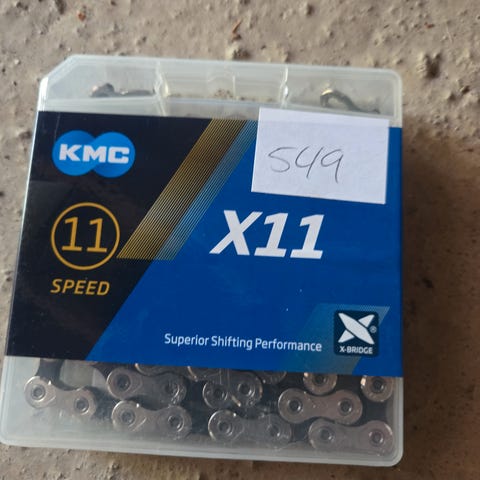 KMC
549
11
SPEED
X11
Superior Shifting Performance
X-BRIDGE
®